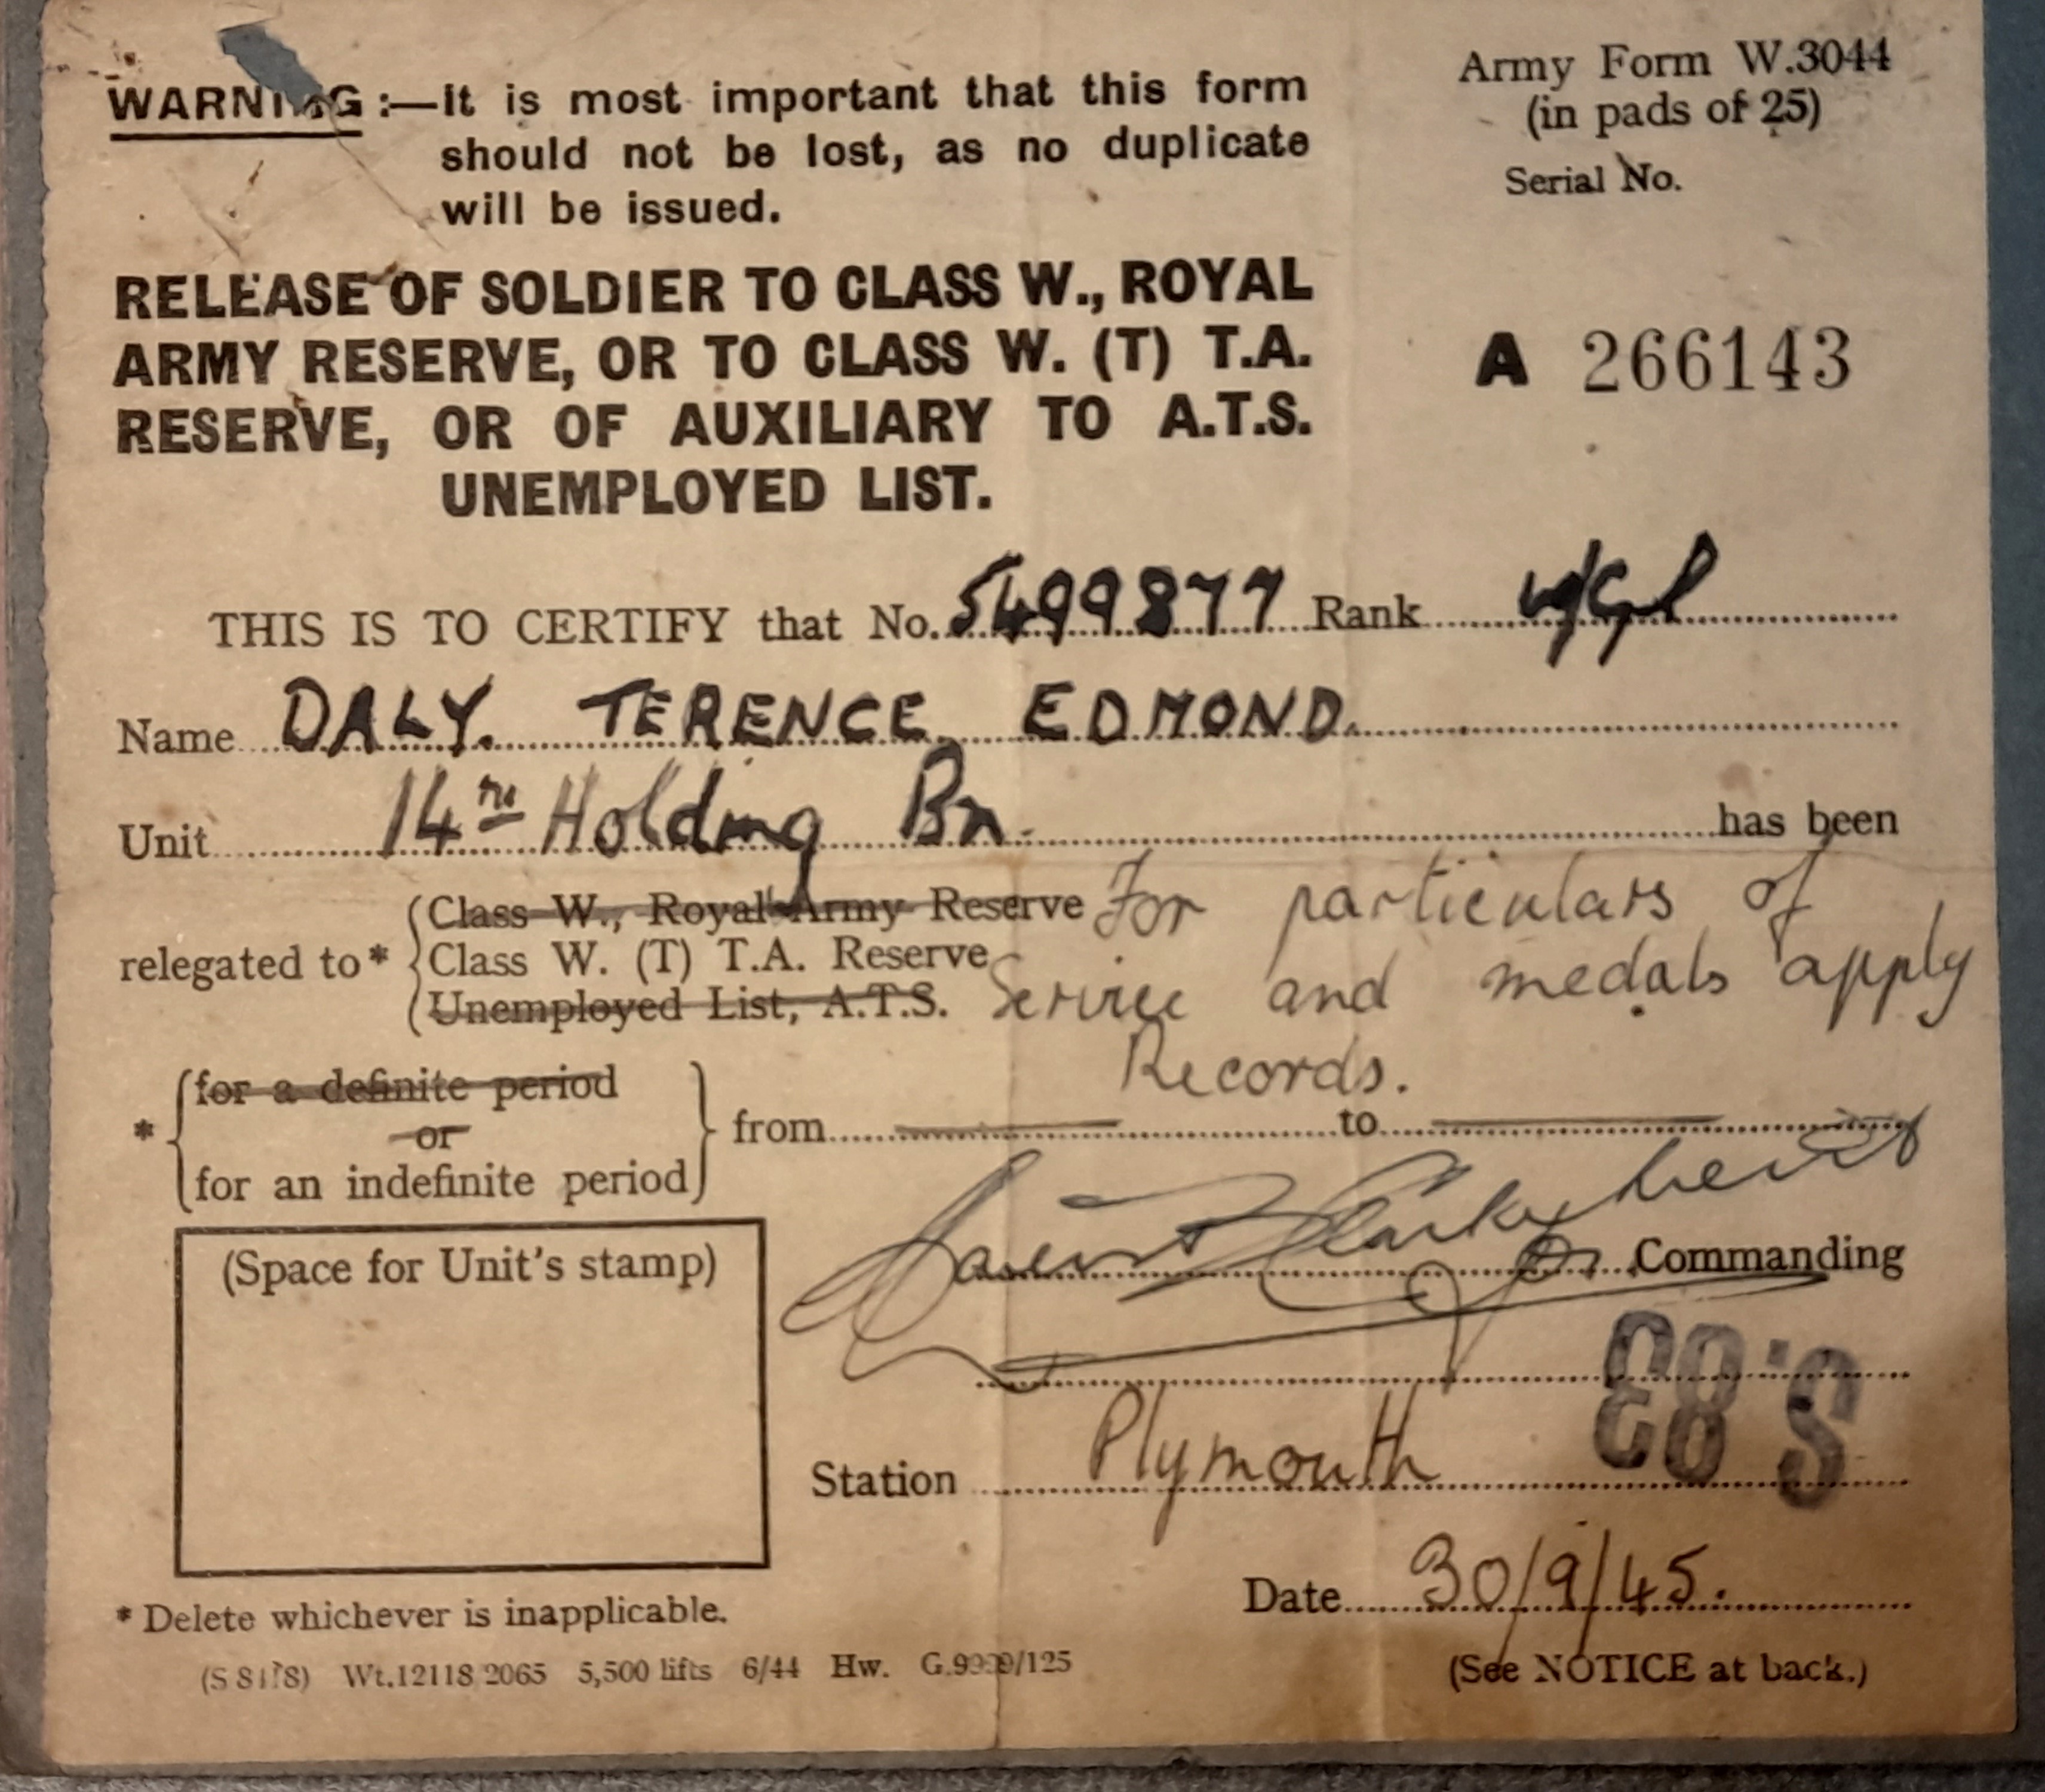 WARNING :—It is most important that this form
should not be lost, as no duplicate
will be issued.
Army Form W.3044
(in pads of 25)
Serial No.
RELEASE OF SOLDIER TO CLASS W., ROYAL
ARMY RESERVE, OR TO CLASS W. (T) T.A.
RESERVE, OR OF AUXILIARY TO A.T.S.
UNEMPLOYED LIST.
A 266143
THIS IS TO CERTIFY that No. 5499877 Rank W/Cpl
Name DALY. TERENCE EDMOND.
Unit 14TH Holding Bn. has been
relegated to*
Class W., Royal Army Reserve
Class W. (T) T.A. Reserve
Unemployed List, A.T.S.
For particulars of
Service and medals apply
Records.
* for a definite period
or
for an indefinite period
from to
(Space for Unit's stamp)
Commanding
S.83
Station Plymouth
Date 30/9/45.
* Delete whichever is inapplicable.
Wt.12118 2065 5,500 lifts 6/44 Hw.
(See NOTICE at back.)